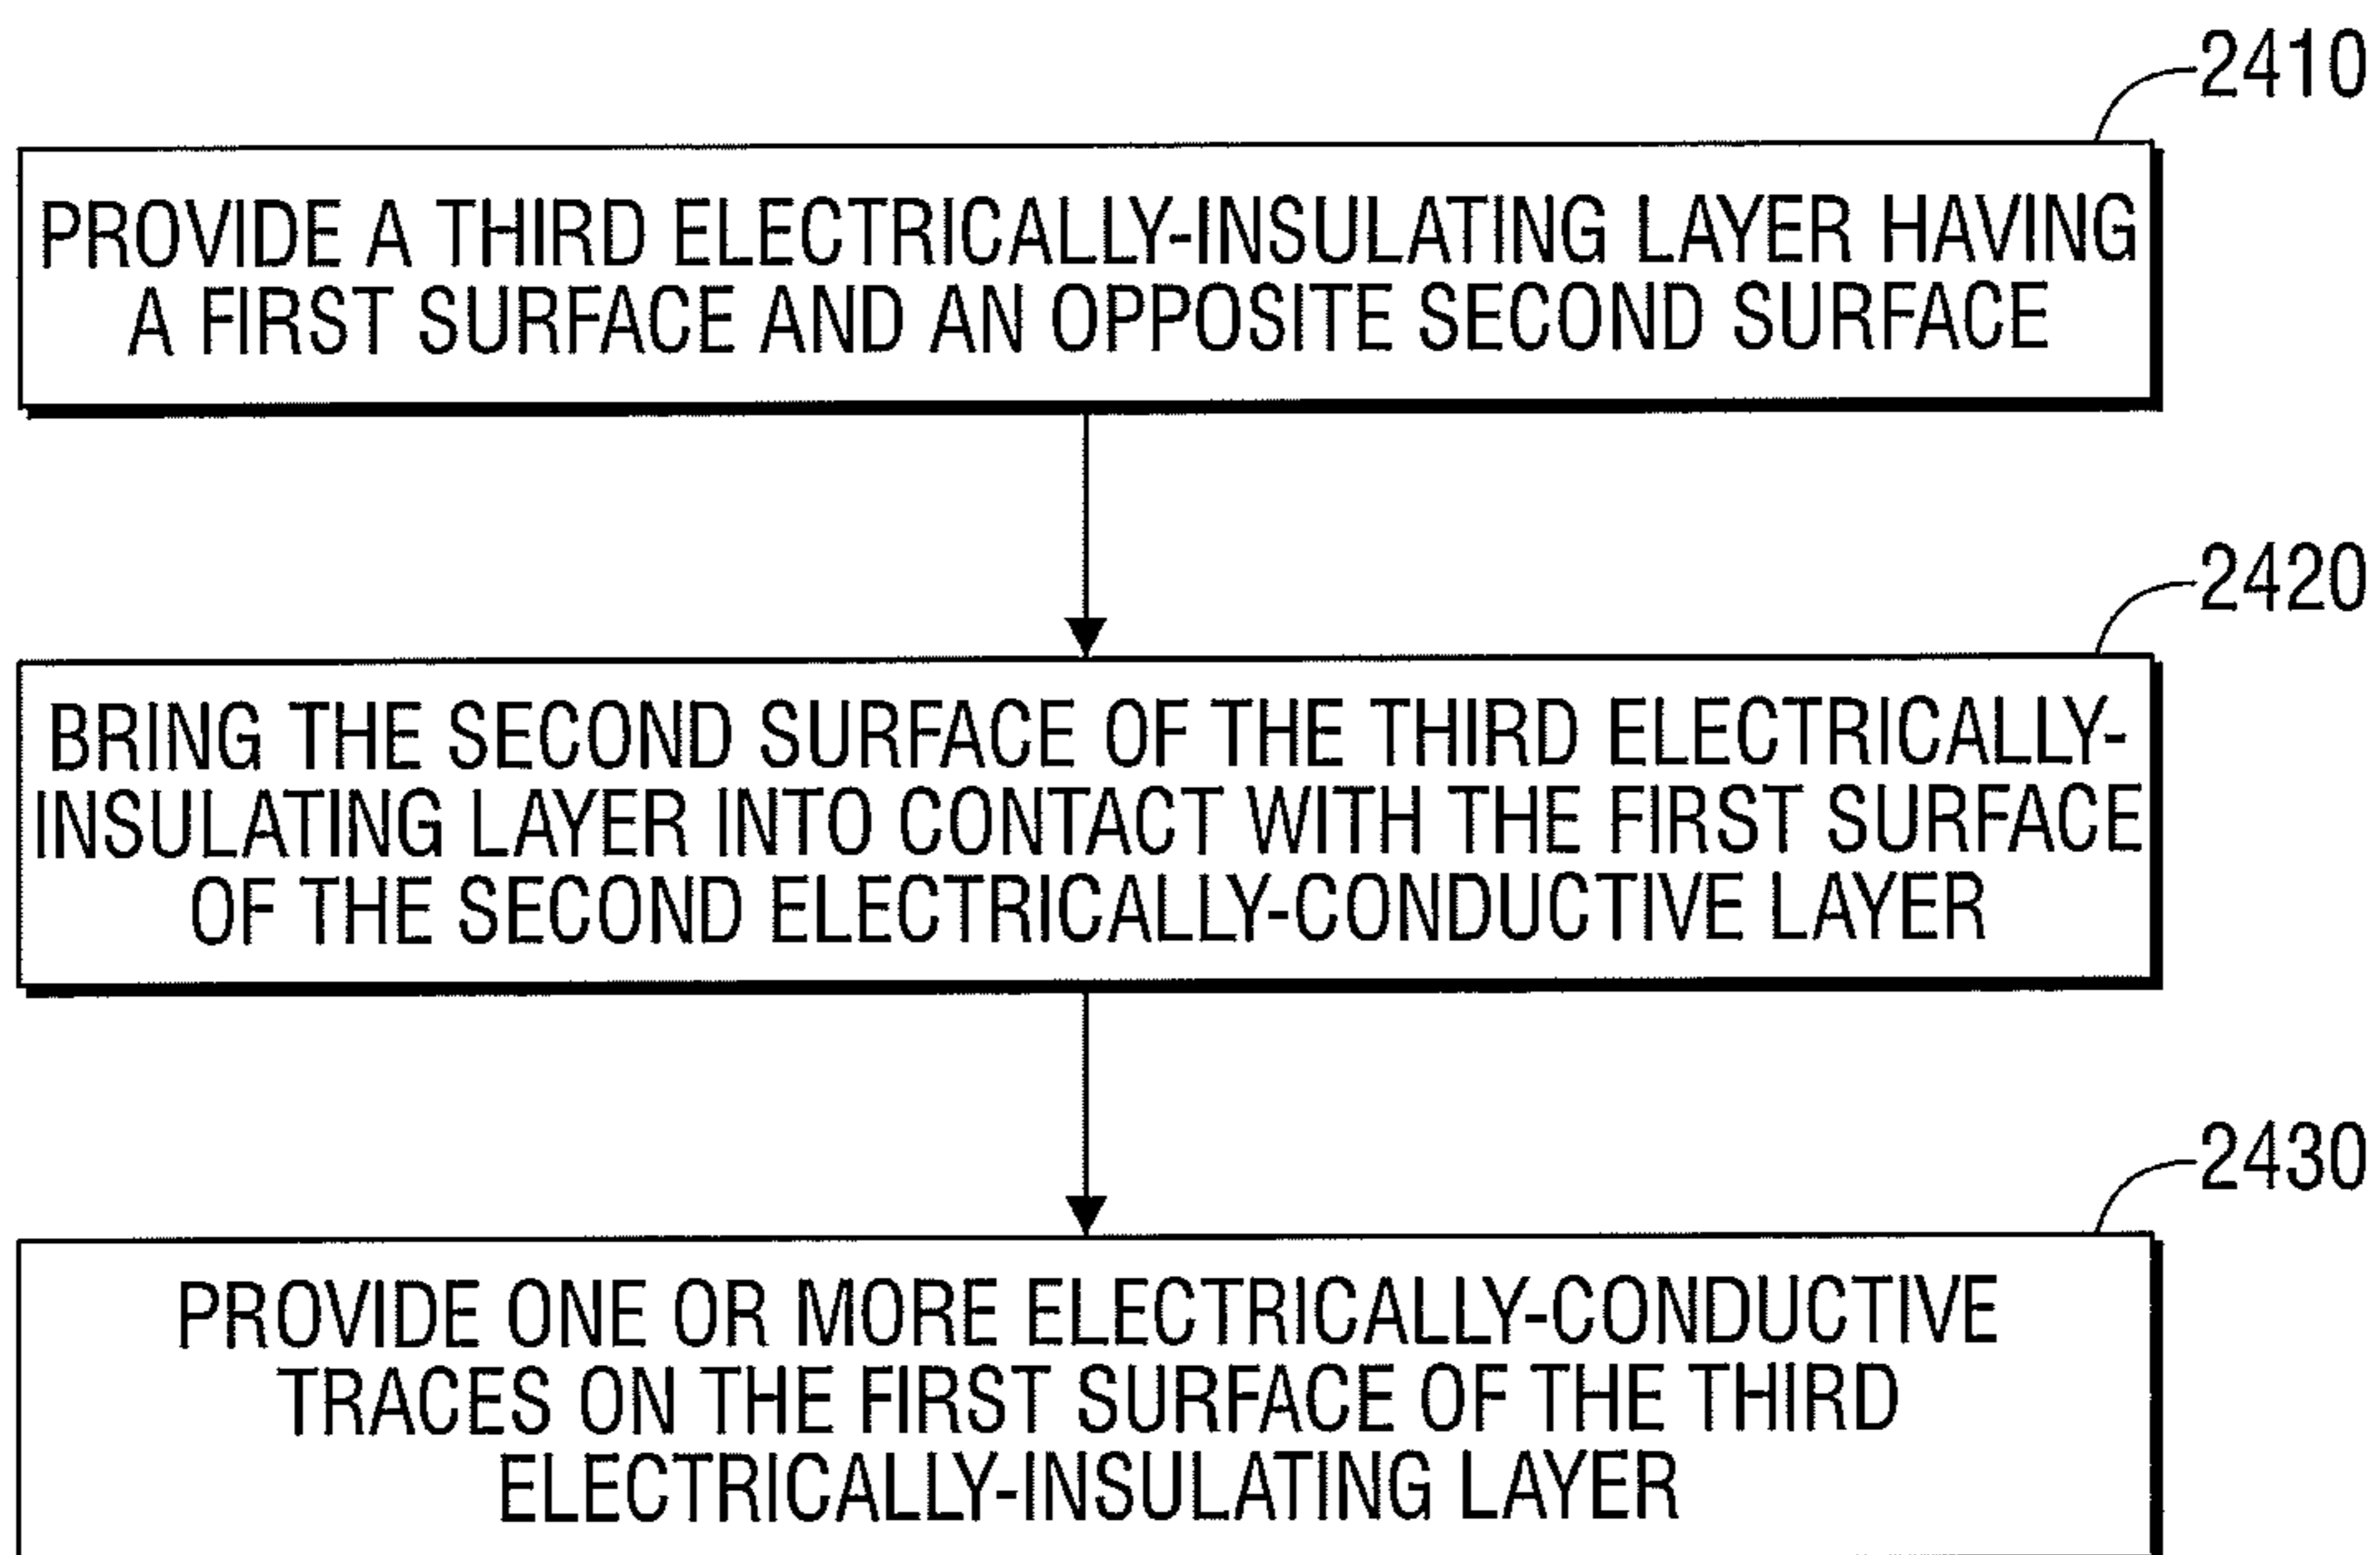 2410
PROVIDE A THIRD ELECTRICALLY-INSULATING LAYER HAVING
A FIRST SURFACE AND AN OPPOSITE SECOND SURFACE
2420
BRING THE SECOND SURFACE OF THE THIRD ELECTRICALLY-
INSULATING LAYER INTO CONTACT WITH THE FIRST SURFACE
OF THE SECOND ELECTRICALLY-CONDUCTIVE LAYER
2430
PROVIDE ONE OR MORE ELECTRICALLY-CONDUCTIVE
TRACES ON THE FIRST SURFACE OF THE THIRD
ELECTRICALLY-INSULATING LAYER